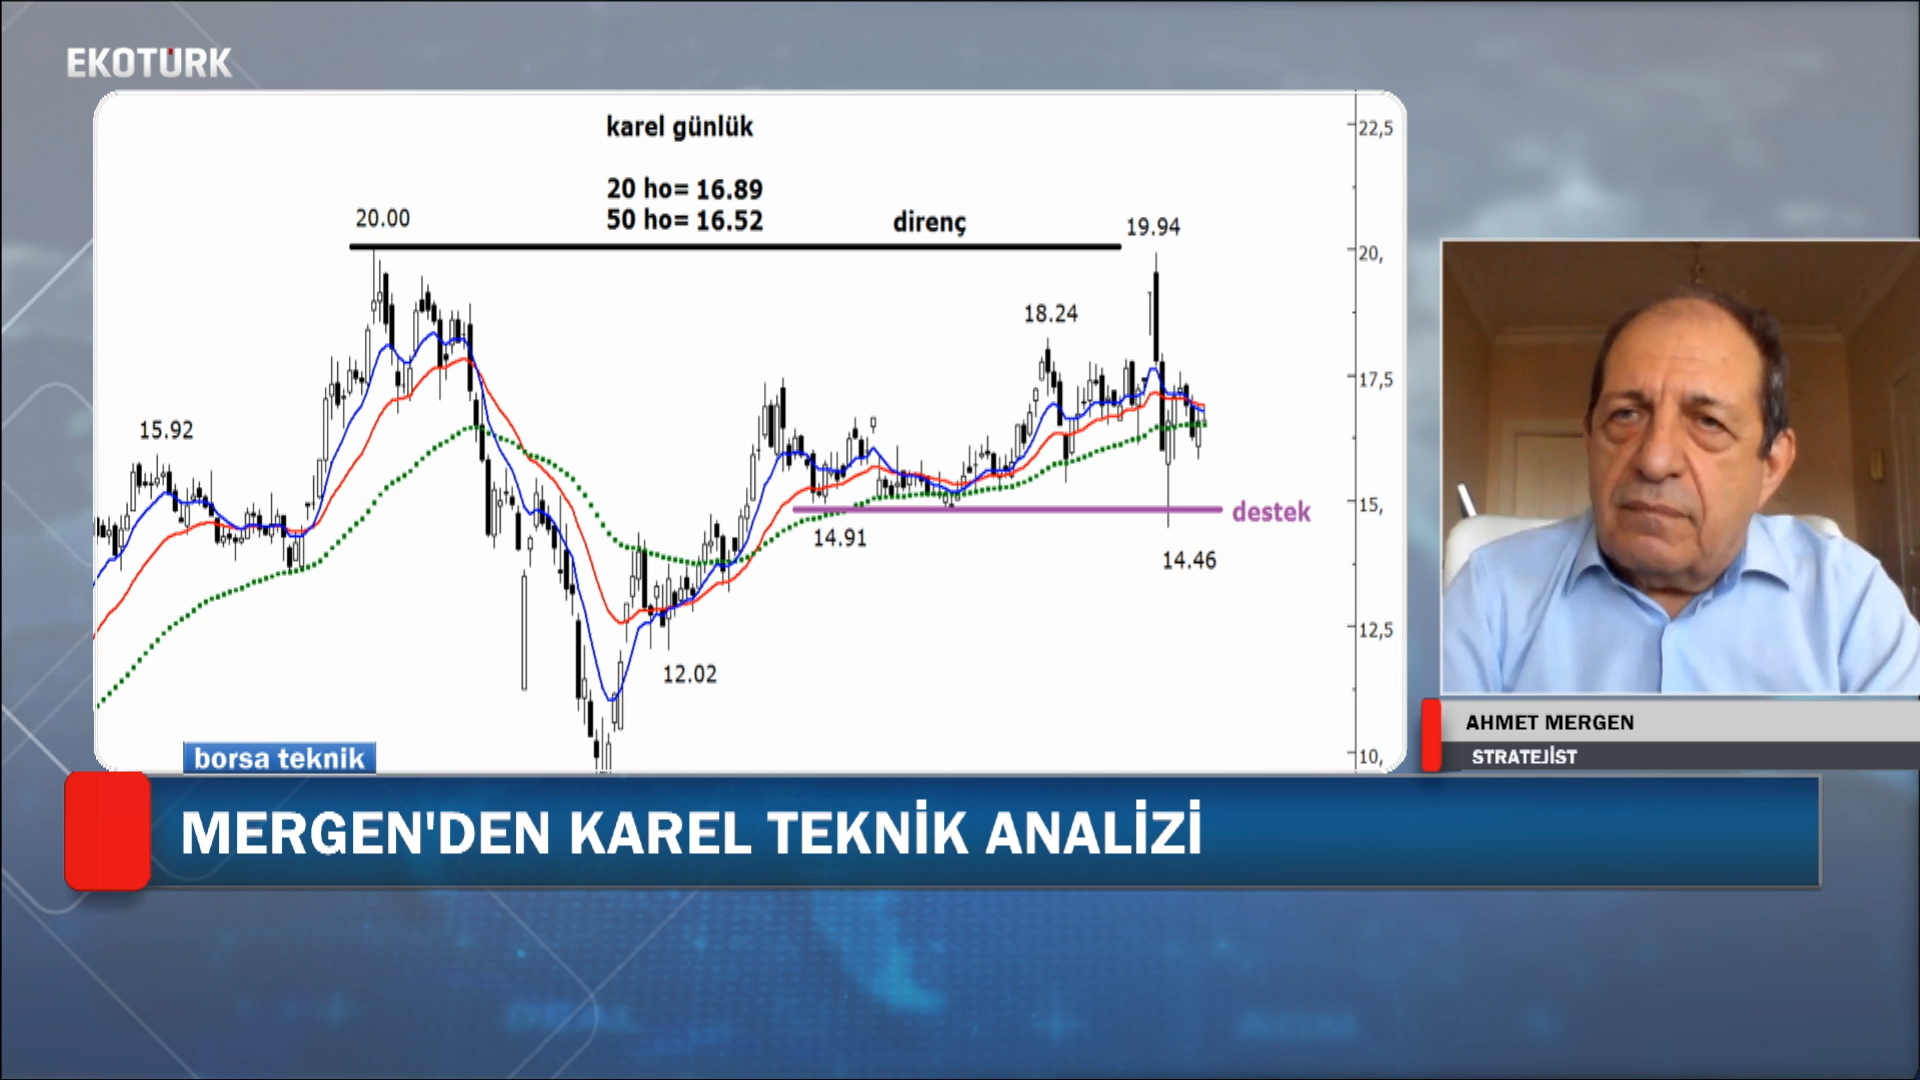 EKOTÜRK
karel günlük
20 ho= 16.89
50 ho= 16.52
direnç
20.00
19.94
18.24
15.92
14.91
destek
14.46
12.02
22,5
20,
17,5
15,
12,5
10,
borsa teknik
MERGEN'DEN KAREL TEKNİK ANALİZİ
AHMET MERGEN
STRATEJİST